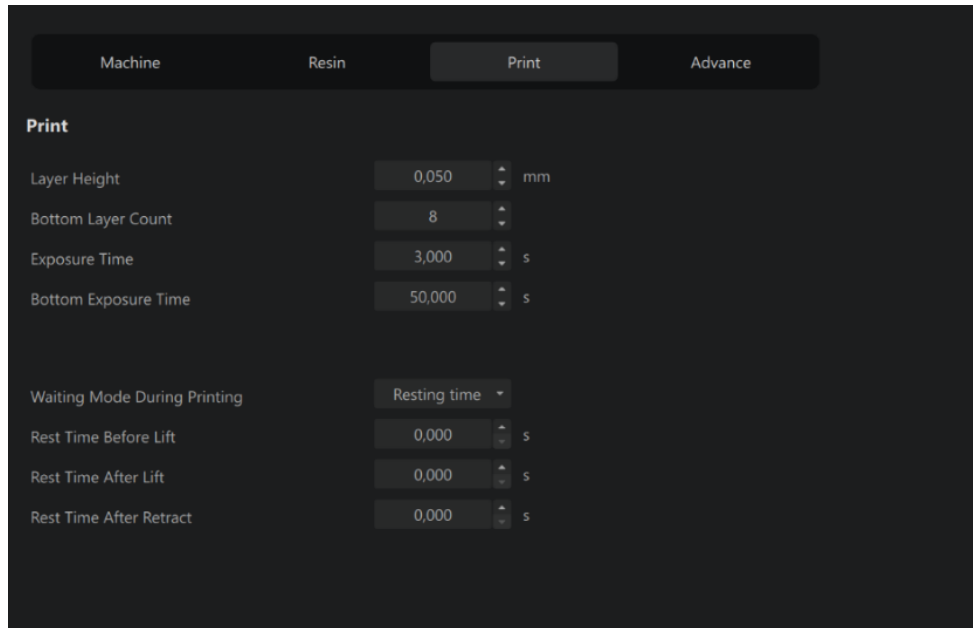 Machine Resin Print Advance
Print
Layer Height 0,050 mm
Bottom Layer Count 8
Exposure Time 3,000 s
Bottom Exposure Time 50,000 s
Waiting Mode During Printing Resting time
Rest Time Before Lift 0,000 s
Rest Time After Lift 0,000 s
Rest Time After Retract 0,000 s